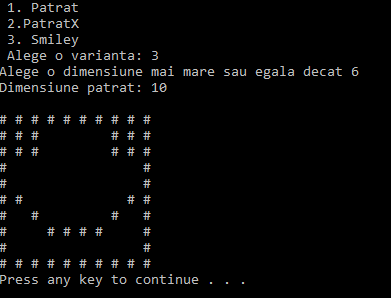 1. Patrat
2.PatratX
3. Smiley
Alege o varianta: 3
Alege o dimensiune mai mare sau egala decat 6
Dimensiune patrat: 10
# # # # # # # # # #
# # #         # # #
# # #         # # #
#                 #
#                 #
# #             # #
#   #         #   #
#     # # # #     #
#                 #
# # # # # # # # # #
Press any key to continue . . .